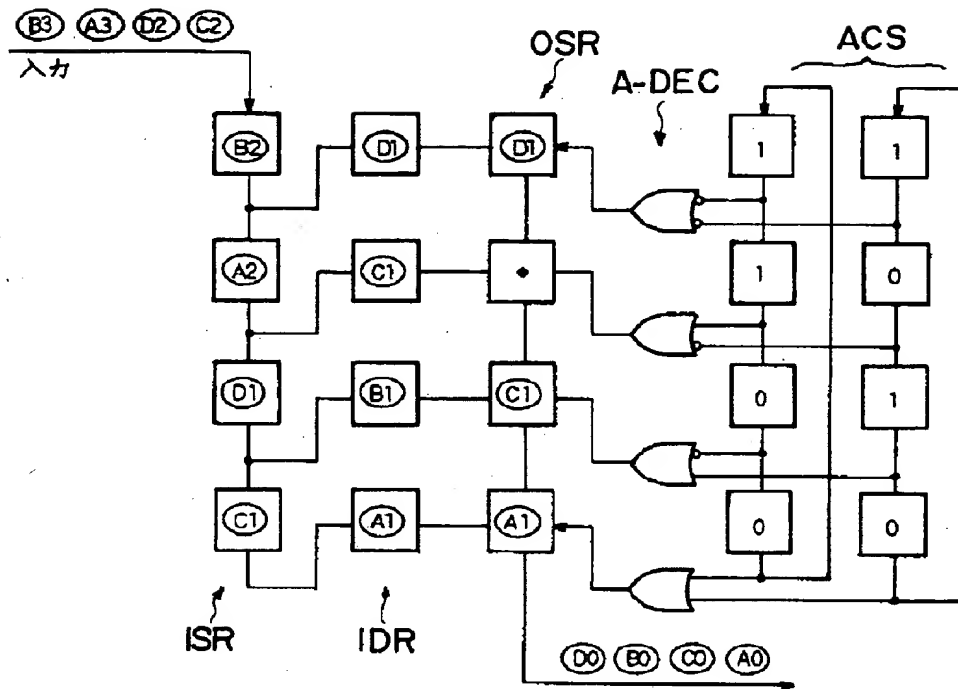 B3 A3 D2 C2
入力
OSR
A-DEC
ACS
B2 D1 D1 1 1
A2 C1 * 1 0
D1 B1 C1 0 1
C1 A1 A1 0 0
ISR IDR
D0 B0 C0 A0